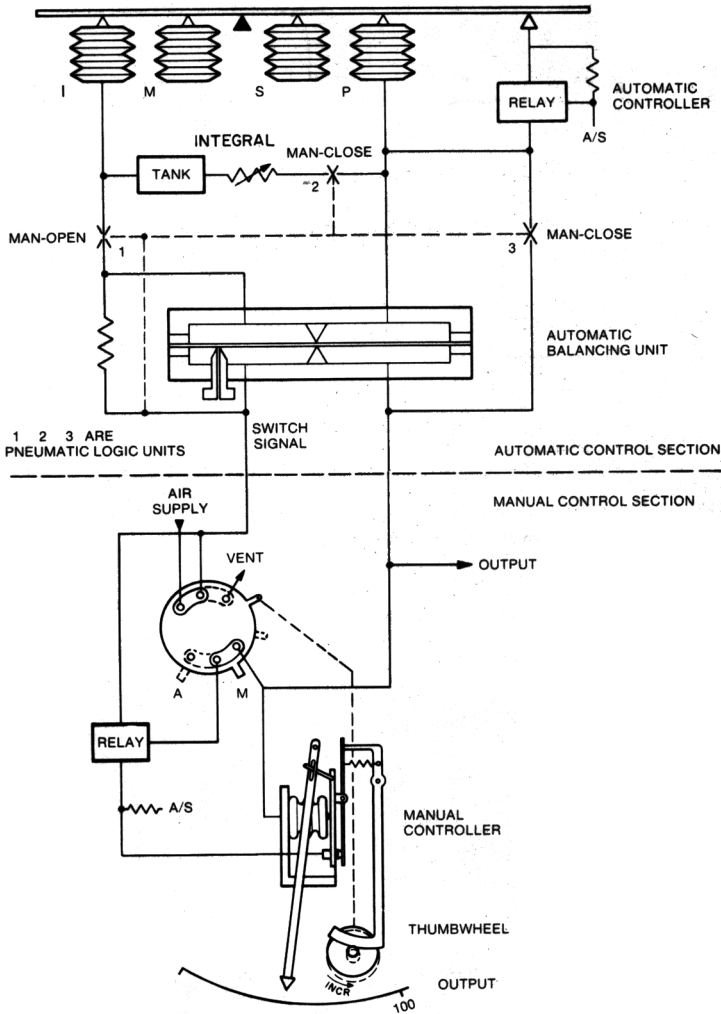 I M S P
RELAY
AUTOMATIC
CONTROLLER
A/S
INTEGRAL
MAN-CLOSE
TANK
2
MAN-OPEN
1
3
MAN-CLOSE
AUTOMATIC
BALANCING UNIT
1 2 3 ARE
PNEUMATIC LOGIC UNITS
SWITCH
SIGNAL
AUTOMATIC CONTROL SECTION
MANUAL CONTROL SECTION
AIR
SUPPLY
VENT
OUTPUT
A M
RELAY
A/S
MANUAL
CONTROLLER
THUMBWHEEL
INCR
OUTPUT
100